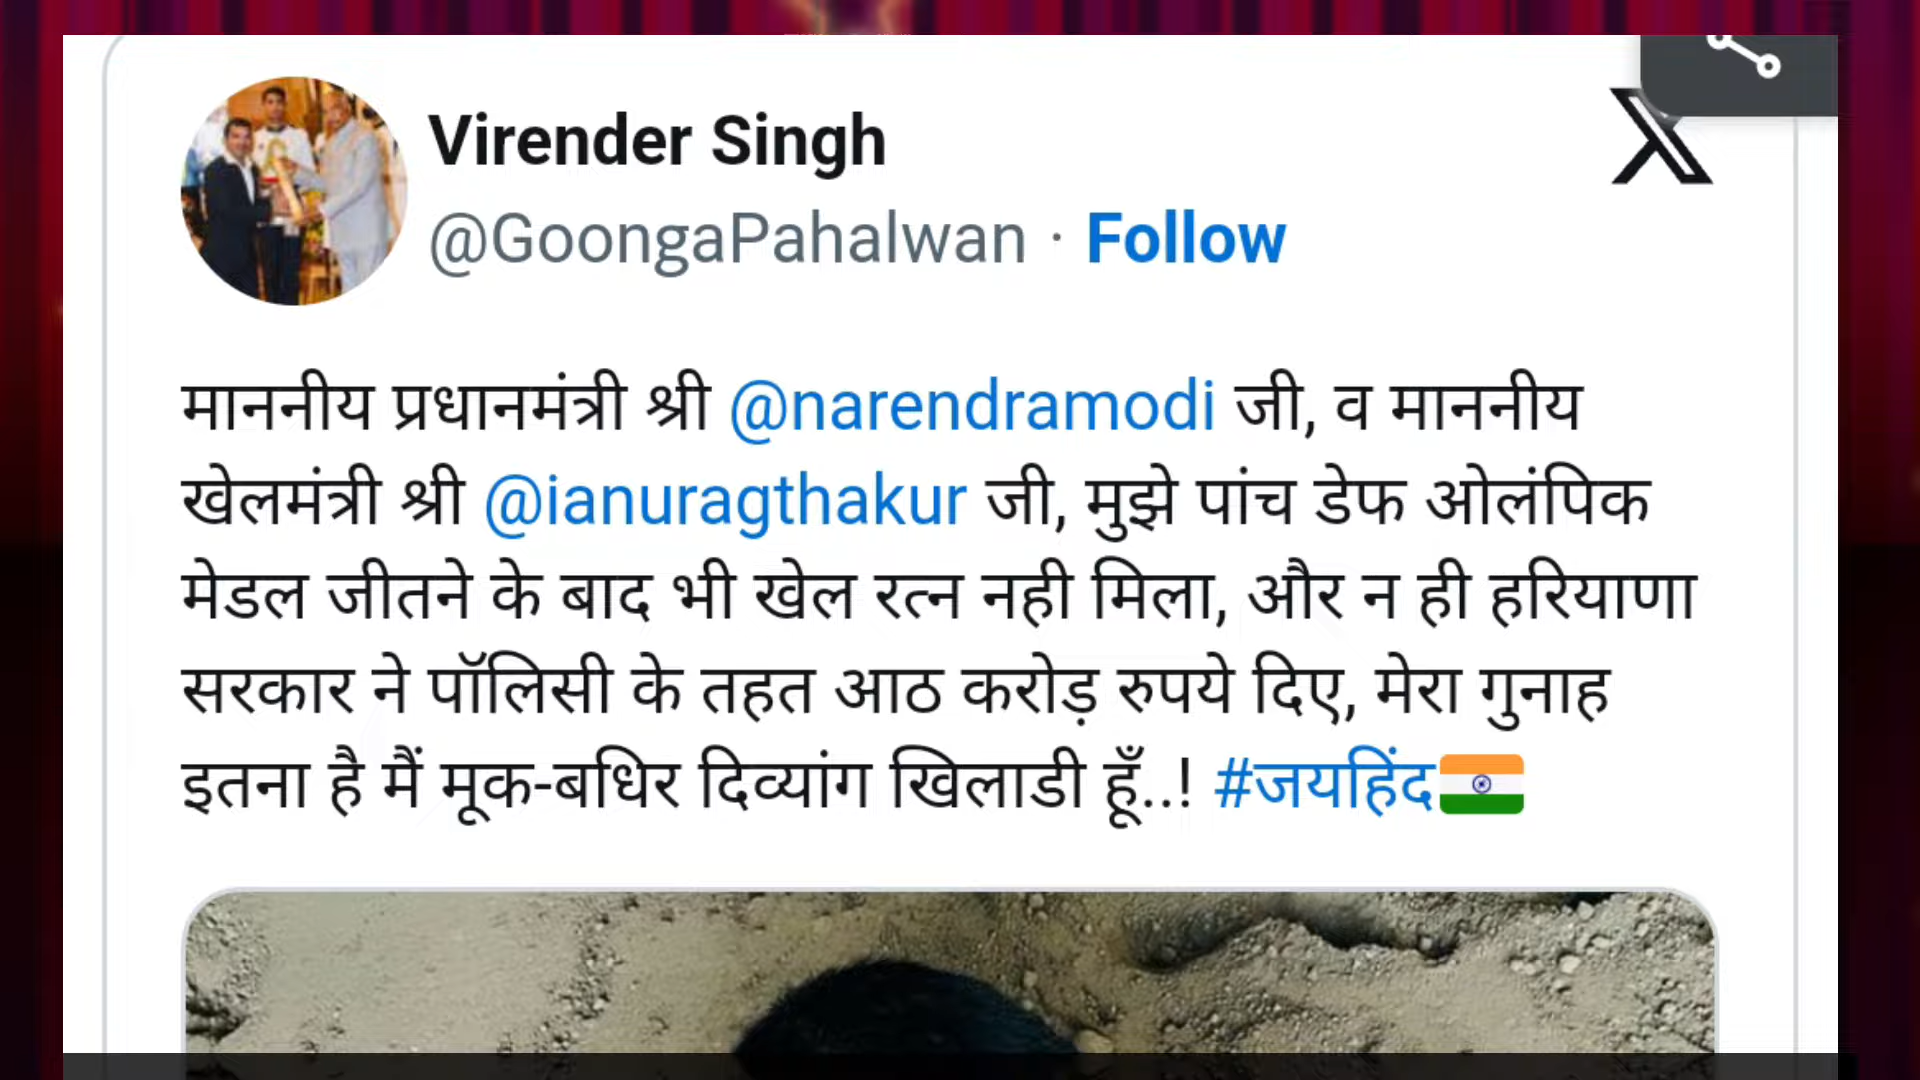 Virender Singh
@GoongaPahalwan · Follow
माननीय प्रधानमंत्री श्री @narendramodi जी, व माननीय
खेलमंत्री श्री @ianuragthakur जी, मुझे पांच डेफ ओलंपिक
मेडल जीतने के बाद भी खेल रत्न नही मिला, और न ही हरियाणा
सरकार ने पॉलिसी के तहत आठ करोड़ रुपये दिए, मेरा गुनाह
इतना है मैं मूक-बधिर दिव्यांग खिलाडी हूँ..! #जयहिंद